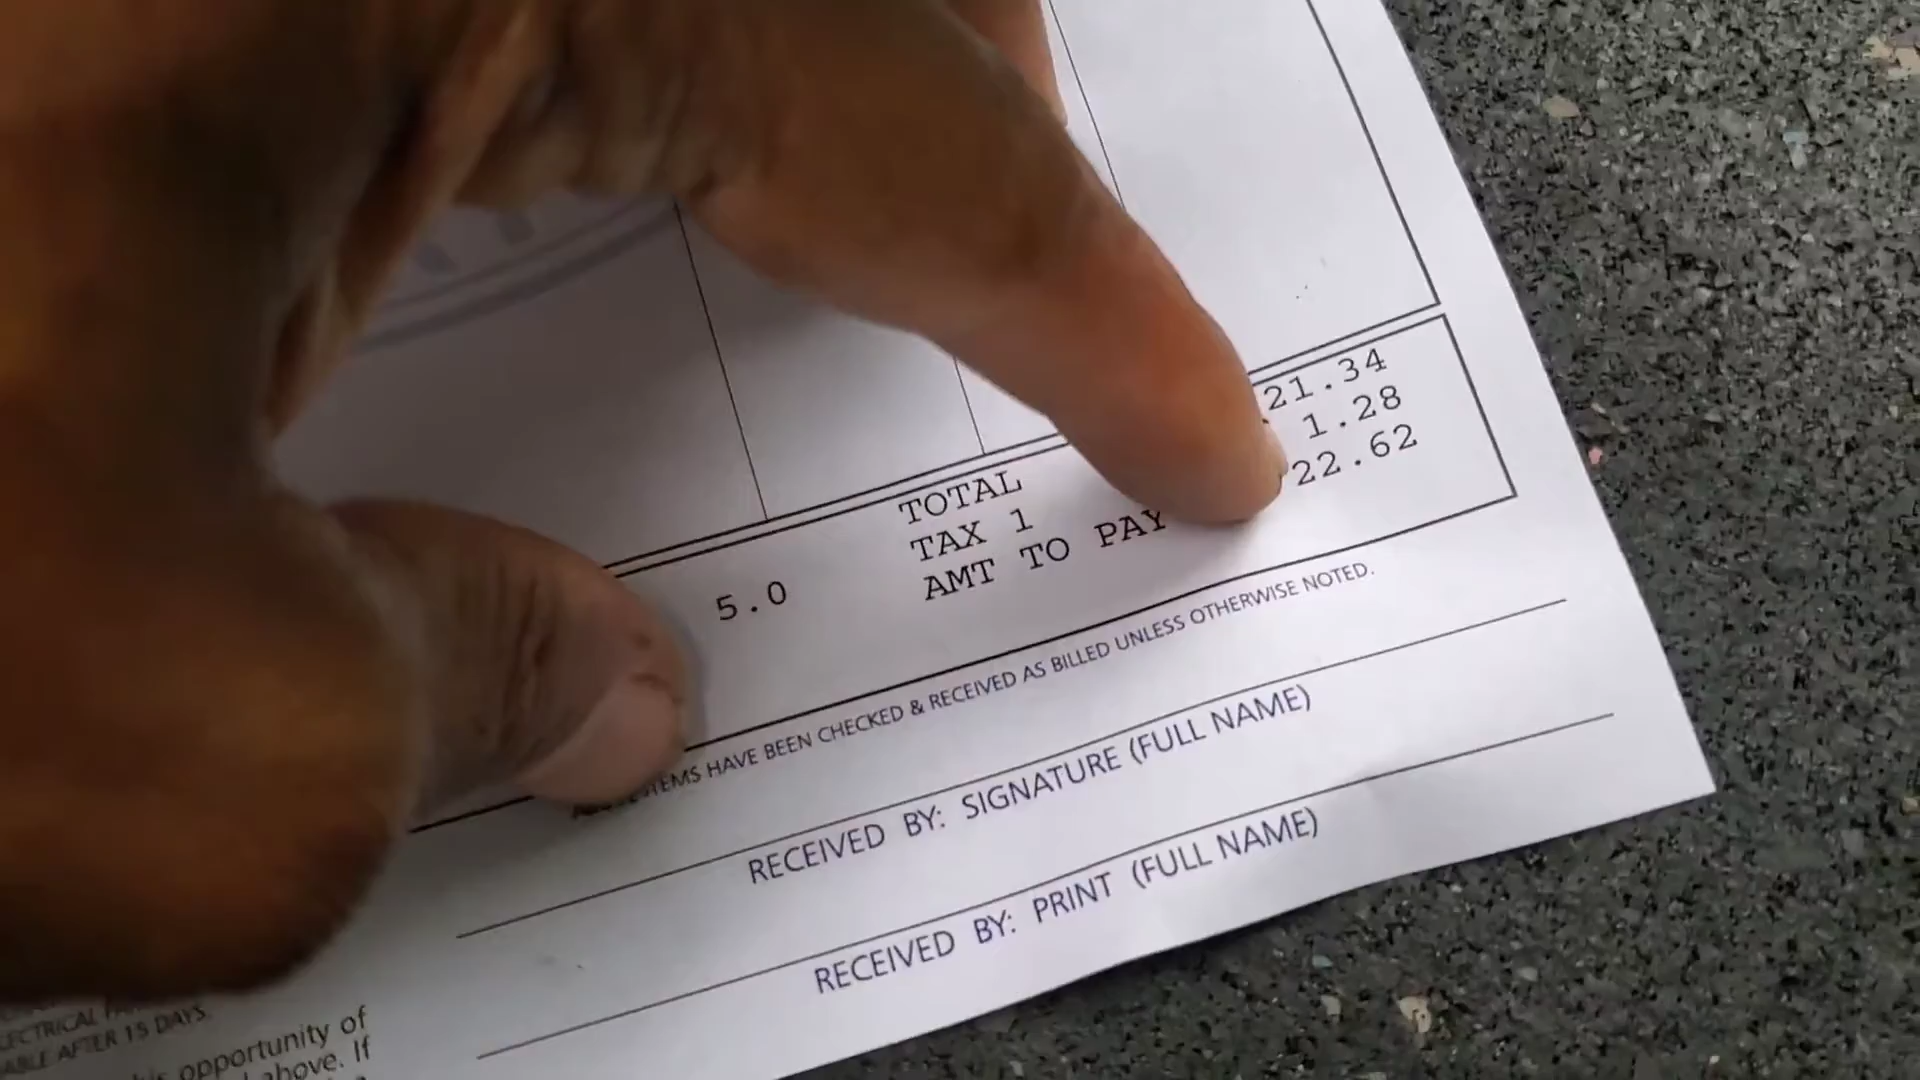 TOTAL 21.34
TAX 1 1.28
5.0 AMT TO PAY 22.62
ITEMS HAVE BEEN CHECKED & RECEIVED AS BILLED UNLESS OTHERWISE NOTED.
RECEIVED BY: SIGNATURE (FULL NAME)
RECEIVED BY: PRINT (FULL NAME)
AFTER 15 DAYS
opportunity of
above. If